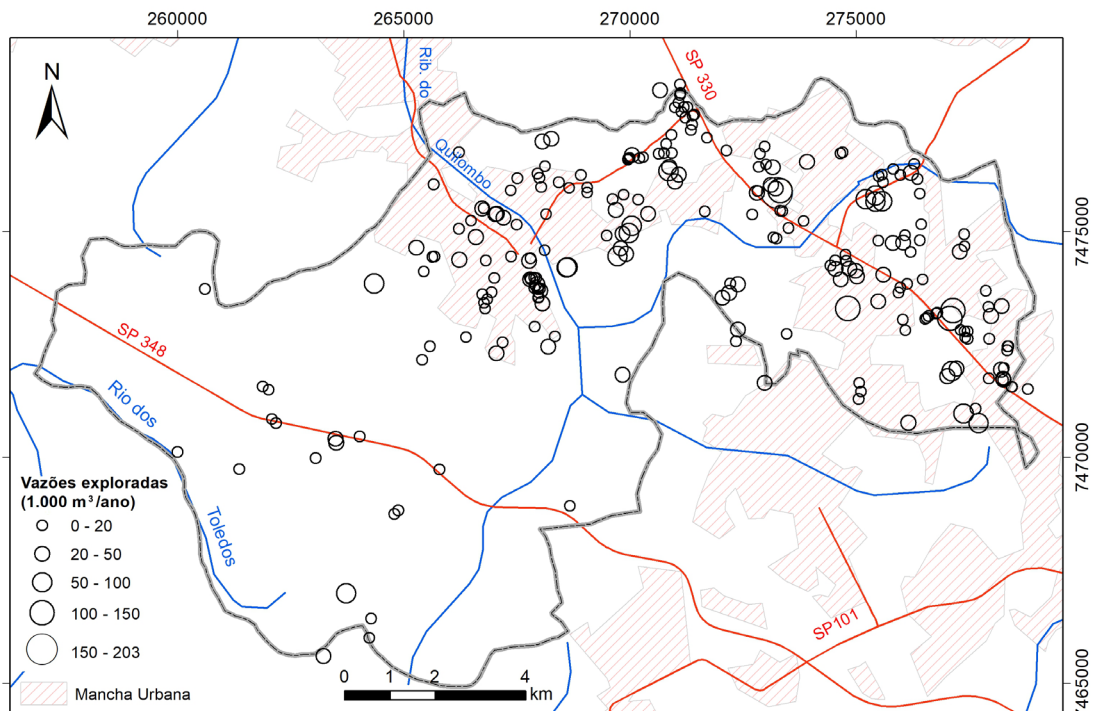 260000
265000
270000
275000
N
Rib. do
Quilombo
SP 330
7475000
SP 348
Rio dos
Toledos
7470000
Vazões exploradas
(1.000 m³/ano)
0 - 20
20 - 50
50 - 100
100 - 150
150 - 203
Mancha Urbana
SP101
0 1 2 4
km
7465000